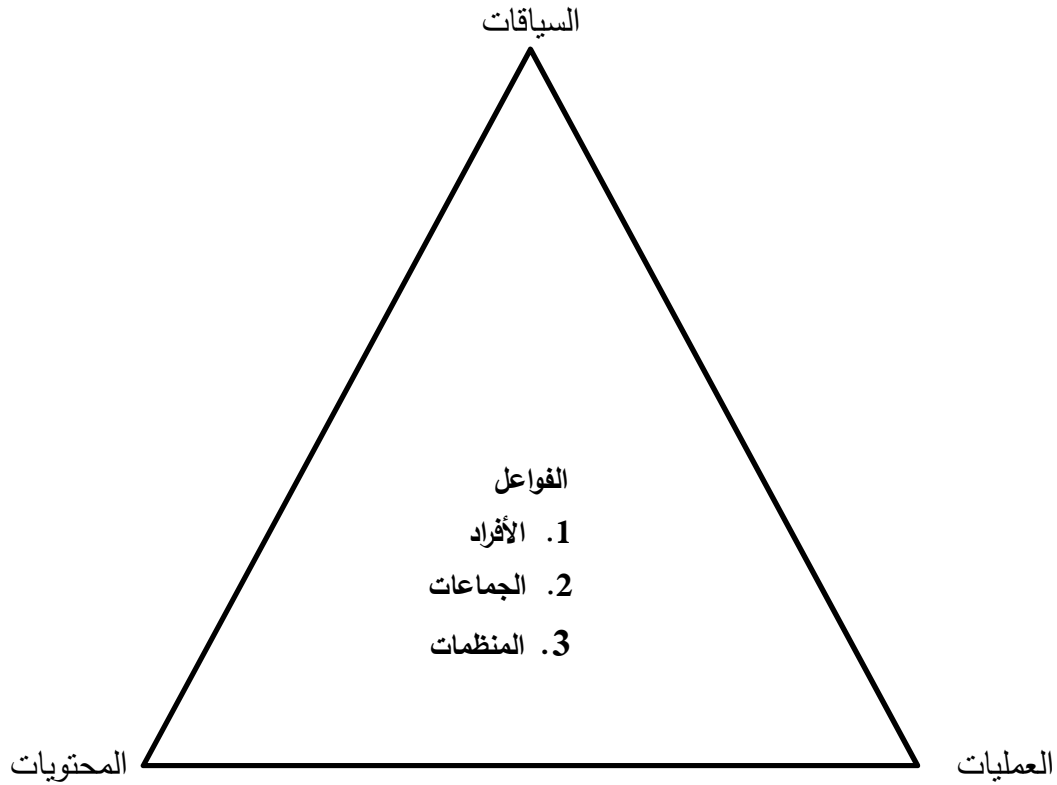 السياقات
الفواعل
1. الأفراد
2. الجماعات
3. المنظمات
العمليات
المحتويات